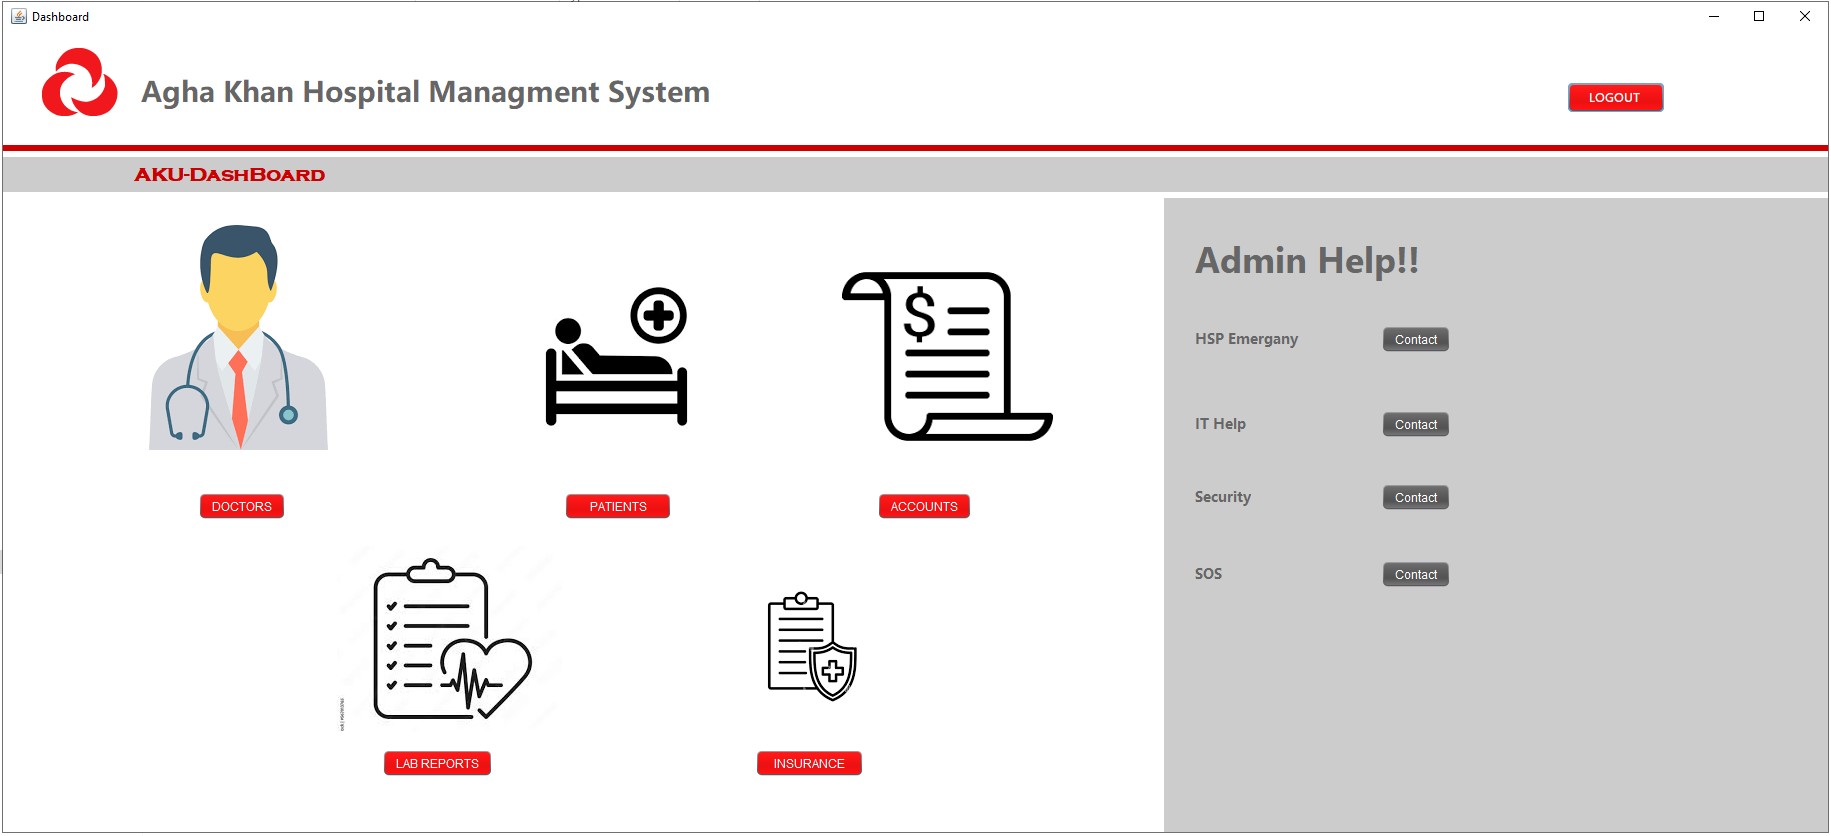 Dashboard
Agha Khan Hospital Managment System
LOGOUT
AKU-DashBoard
Admin Help!!
HSP Emergany
Contact
IT Help
Contact
Security
Contact
SOS
Contact
$
DOCTORS
PATIENTS
ACCOUNTS
LAB REPORTS
INSURANCE